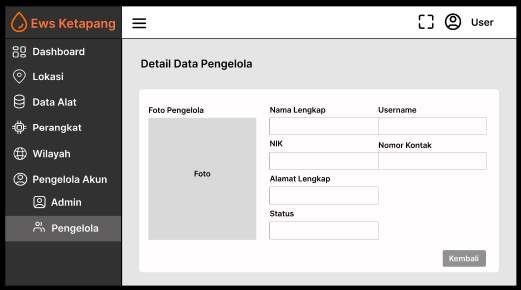 Ews Ketapang
User
Dashboard
Lokasi
Data Alat
Perangkat
Wilayah
Pengelola Akun
Admin
Pengelola
Detail Data Pengelola
Foto Pengelola
Foto
Nama Lengkap
Username
NIK
Nomor Kontak
Alamat Lengkap
Status
Kembali